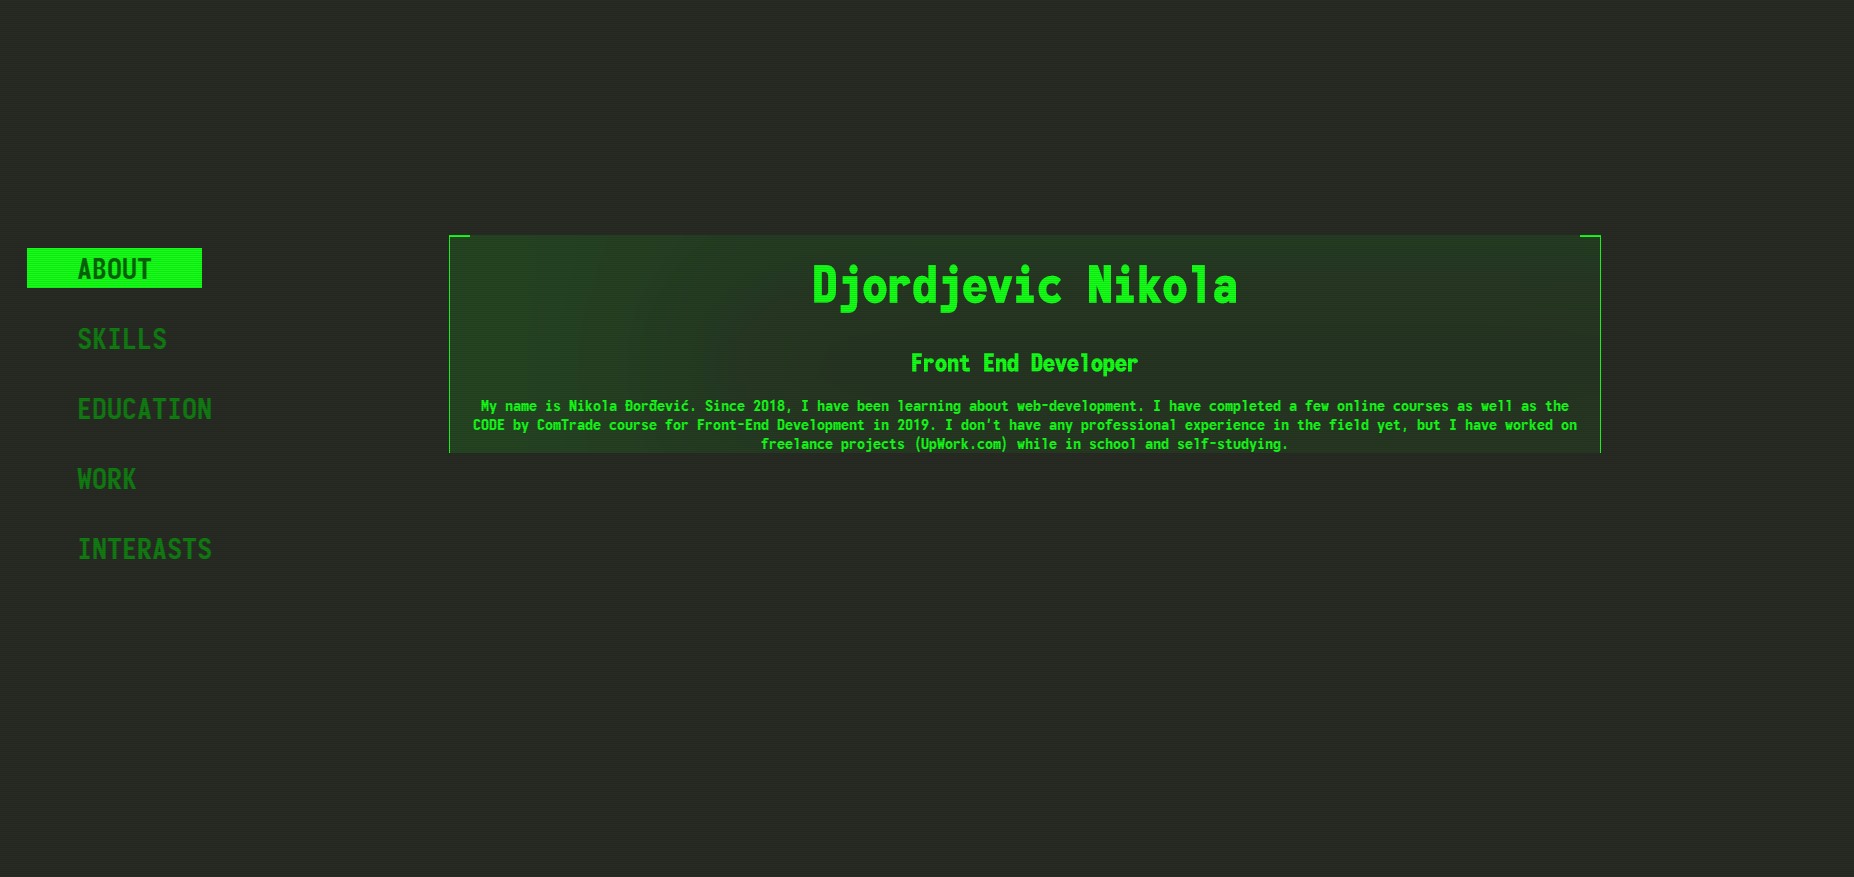 ABOUT
SKILLS
EDUCATION
WORK
INTERASTS
Djordjevic Nikola
Front End Developer
My name is Nikola Đorđević. Since 2018, I have been learning about web-development. I have completed a few online courses as well as the
CODE by ComTrade course for Front-End Development in 2019. I don't have any professional experience in the field yet, but I have worked on
freelance projects (UpWork.com) while in school and self-studying.